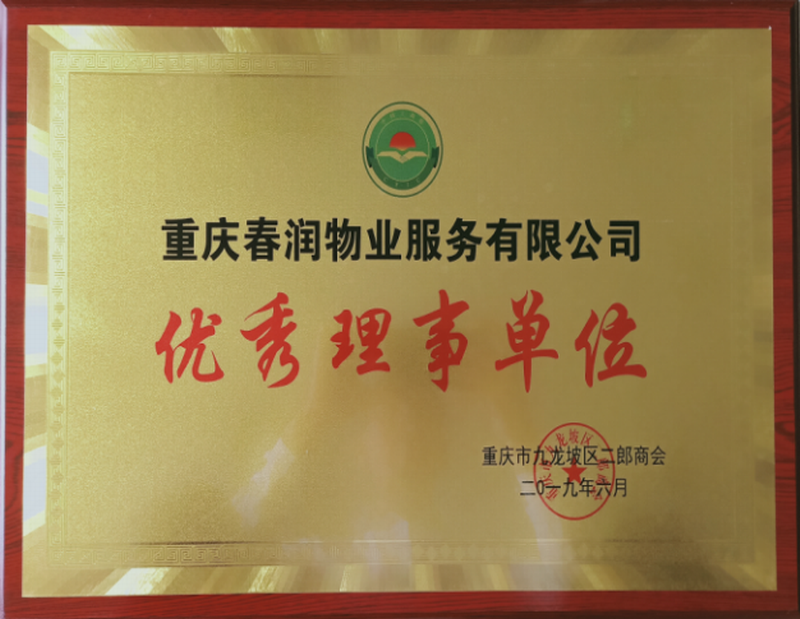 重庆春润物业服务有限公司
优秀理事单位
重庆市九龙坡区二郎商会
二0一九年六月